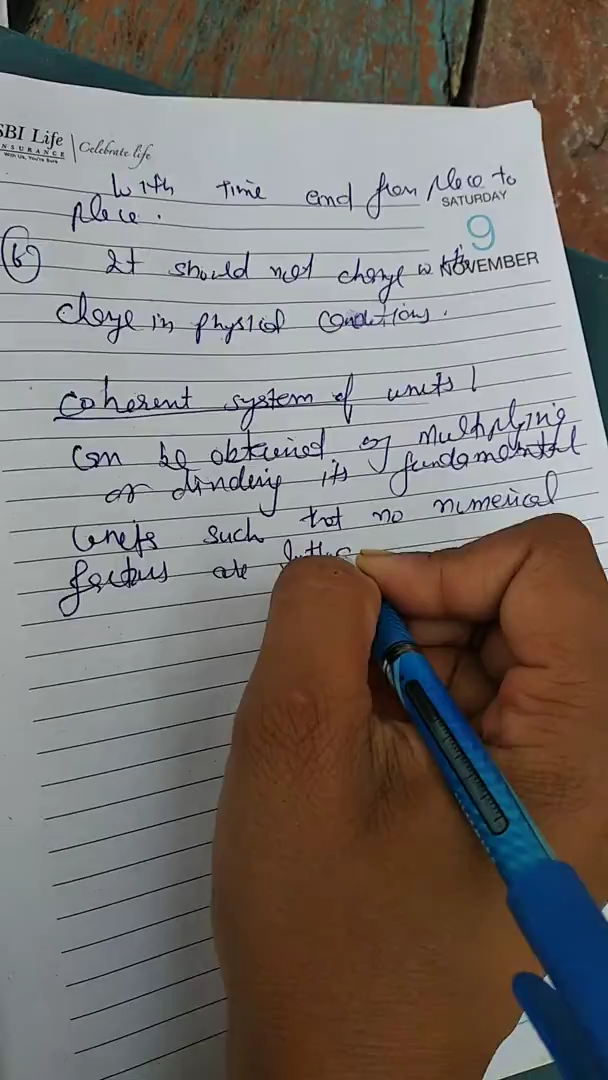 SBI Life
INSURANCE
With Us, You're Sure
Celebrate life
With time and from place to
SATURDAY
place.
9
NOVEMBER
(b) It should not change with
change in physical conditions.
Coherent system of units!
can be obtained by multiplying
or dividing its fundamental
units such that no numerical
factors are